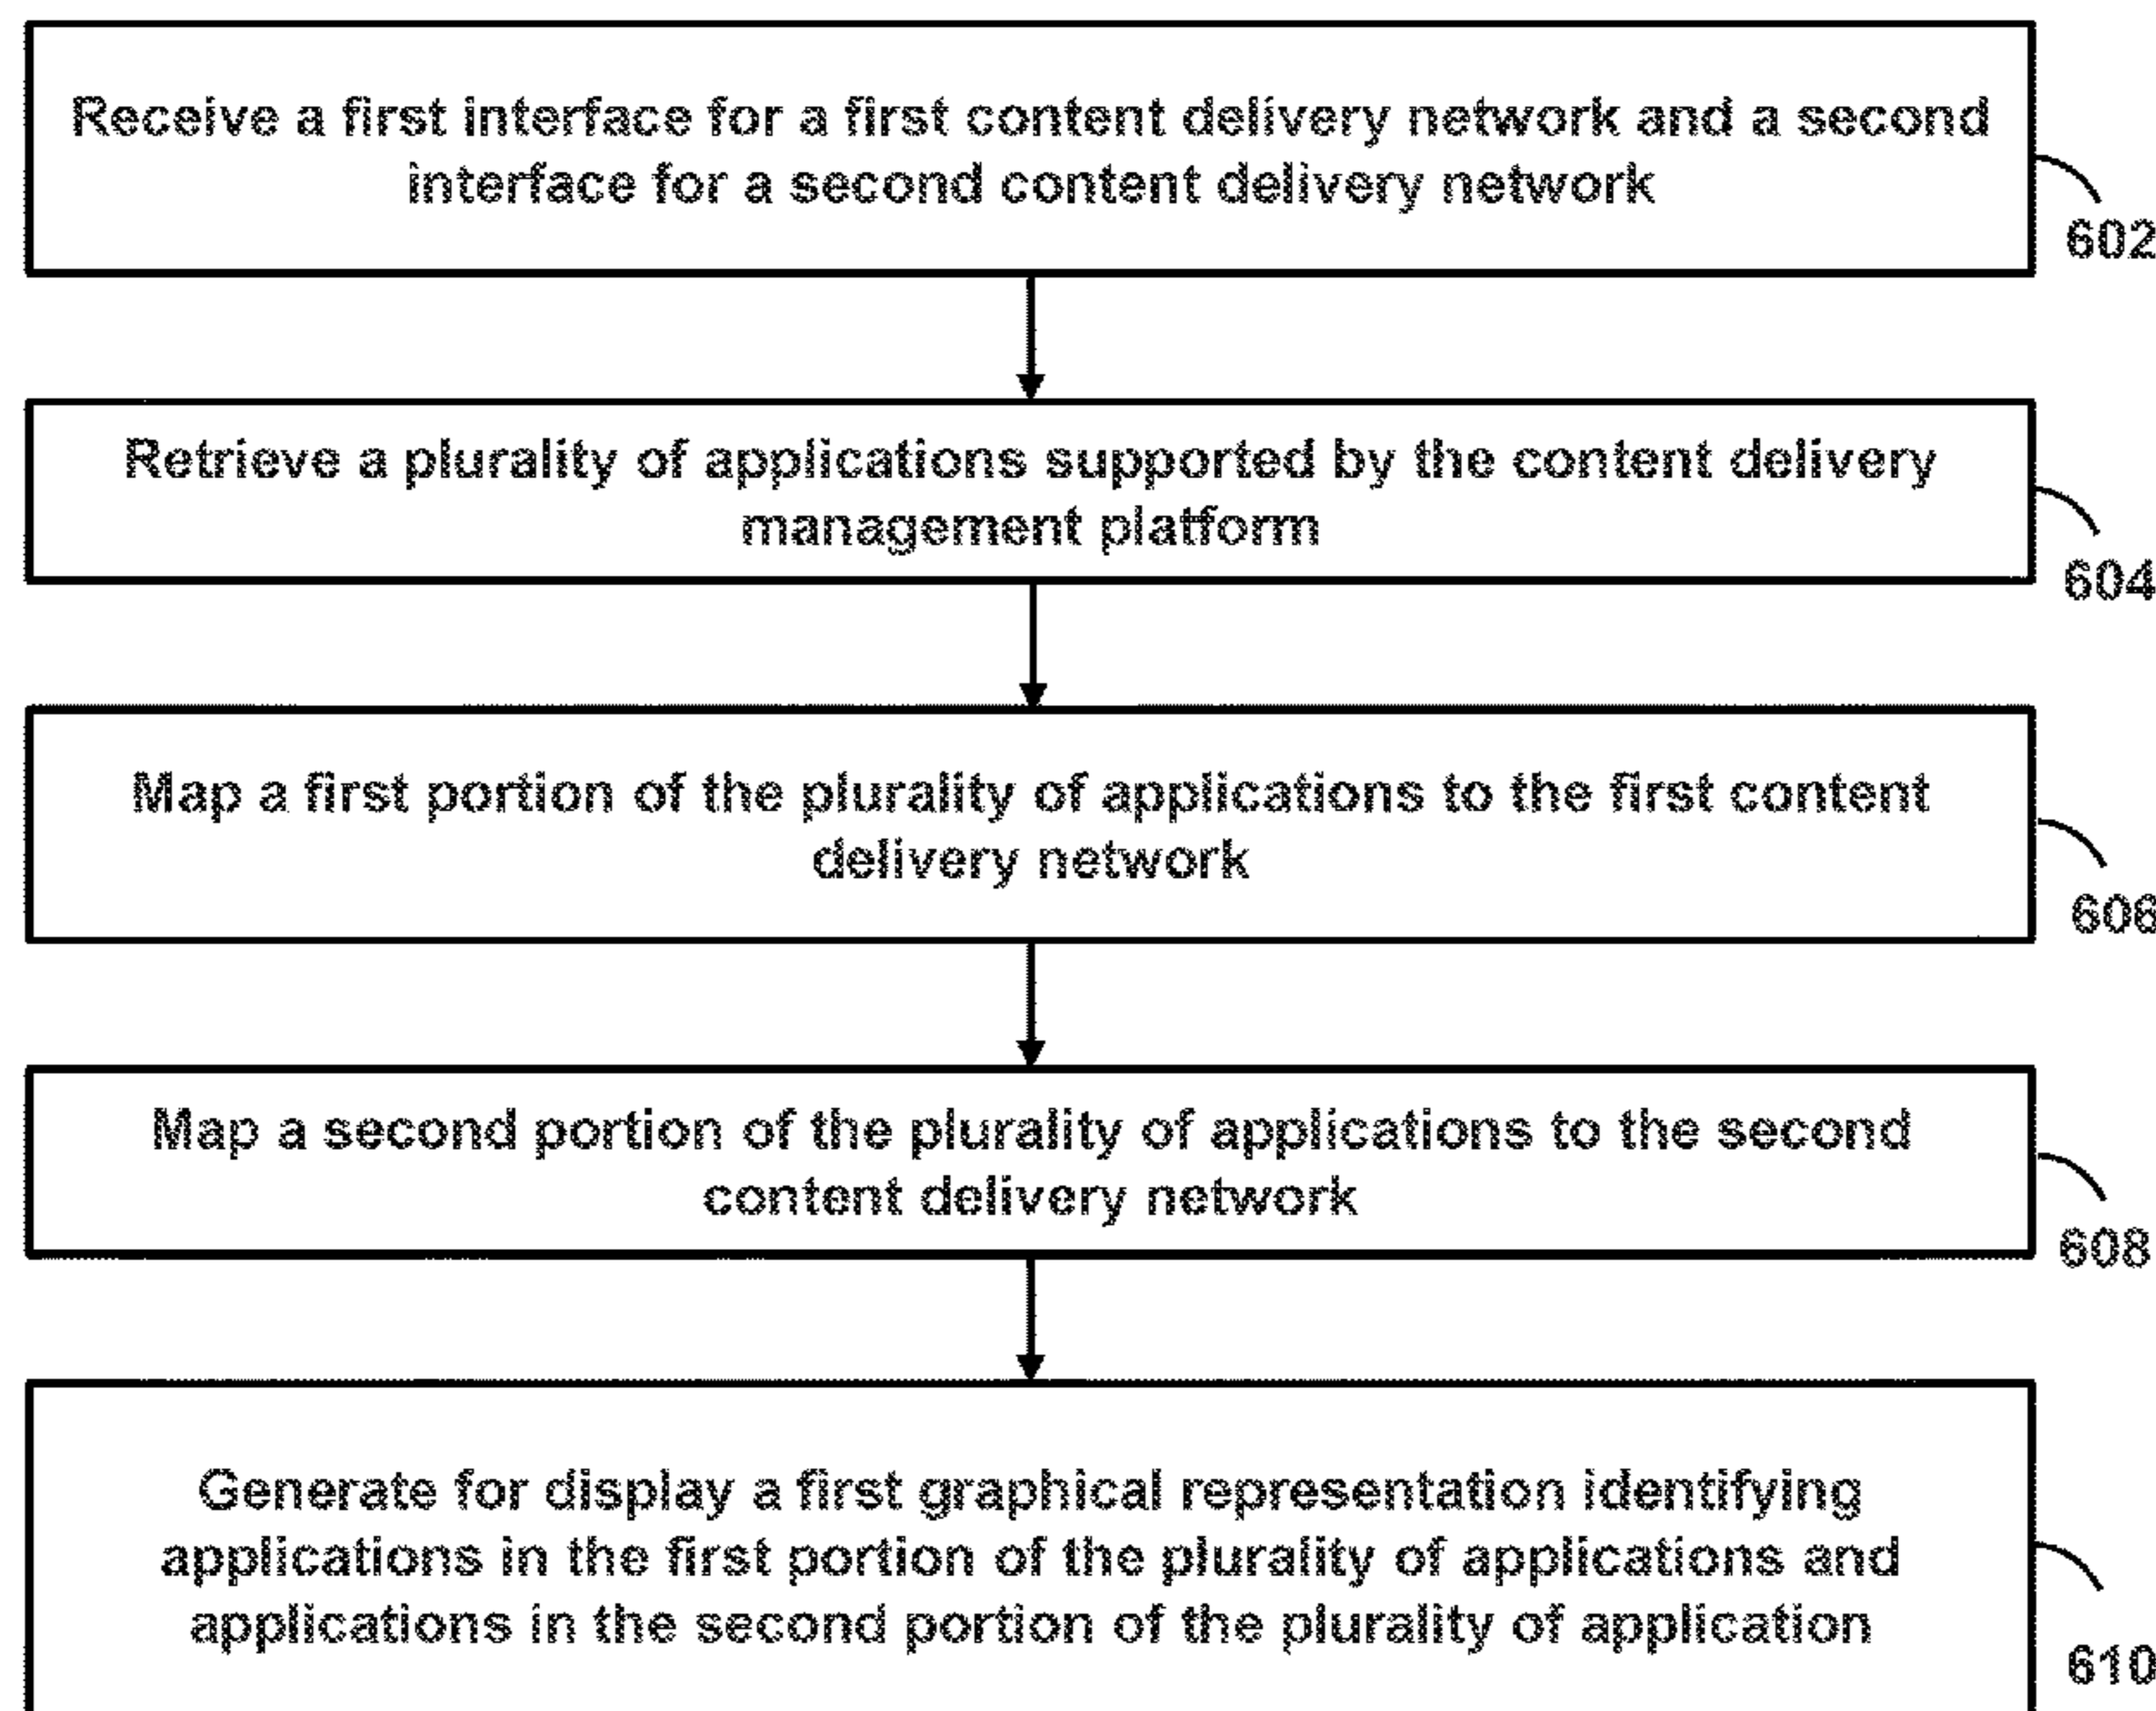 Receive a first interface for a first content delivery network and a second
interface for a second content delivery network
602
Retrieve a plurality of applications supported by the content delivery
management platform
604
Map a first portion of the plurality of applications to the first content
delivery network
606
Map a second portion of the plurality of applications to the second
content delivery network
608
Generate for display a first graphical representation identifying
applications in the first portion of the plurality of applications and
applications in the second portion of the plurality of application
610